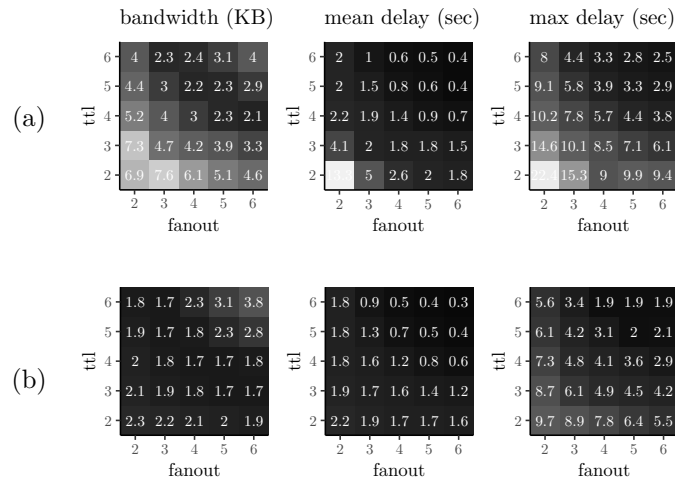 bandwidth (KB) mean delay (sec) max delay (sec)
6 4 2.3 2.4 3.1 4 6 2 1 0.6 0.5 0.4 6 8 4.4 3.3 2.8 2.5
5 4.4 3 2.2 2.3 2.9 5 2 1.5 0.8 0.6 0.4 5 9.1 5.8 3.9 3.3 2.9
(a) ttl 4 5.2 4 3 2.3 2.1 ttl 4 2.2 1.9 1.4 0.9 0.7 ttl 4 10.2 7.8 5.7 4.4 3.8
3 7.3 4.7 4.2 3.9 3.3 3 4.1 2 1.8 1.8 1.5 3 14.6 10.1 8.5 7.1 6.1
2 6.9 7.6 6.1 5.1 4.6 2 5 2.6 2 1.8 2 22.4 15.3 9 9.9 9.4
2 3 4 5 6 2 3 4 5 6 2 3 4 5 6
fanout fanout fanout
6 1.8 1.7 2.3 3.1 3.8 6 1.8 0.9 0.5 0.4 0.3 6 5.6 3.4 1.9 1.9 1.9
5 1.9 1.7 1.8 2.3 2.8 5 1.8 1.3 0.7 0.5 0.4 5 6.1 4.2 3.1 2 2.1
(b) ttl 4 2 1.8 1.7 1.7 1.8 ttl 4 1.8 1.6 1.2 0.8 0.6 ttl 4 7.3 4.8 4.1 3.6 2.9
3 2.1 1.9 1.8 1.7 1.7 3 1.9 1.7 1.6 1.4 1.2 3 8.7 6.1 4.9 4.5 4.2
2 2.3 2.2 2.1 2 1.9 2 2.2 1.9 1.7 1.7 1.6 2 9.7 8.9 7.8 6.4 5.5
2 3 4 5 6 2 3 4 5 6 2 3 4 5 6
fanout fanout fanout